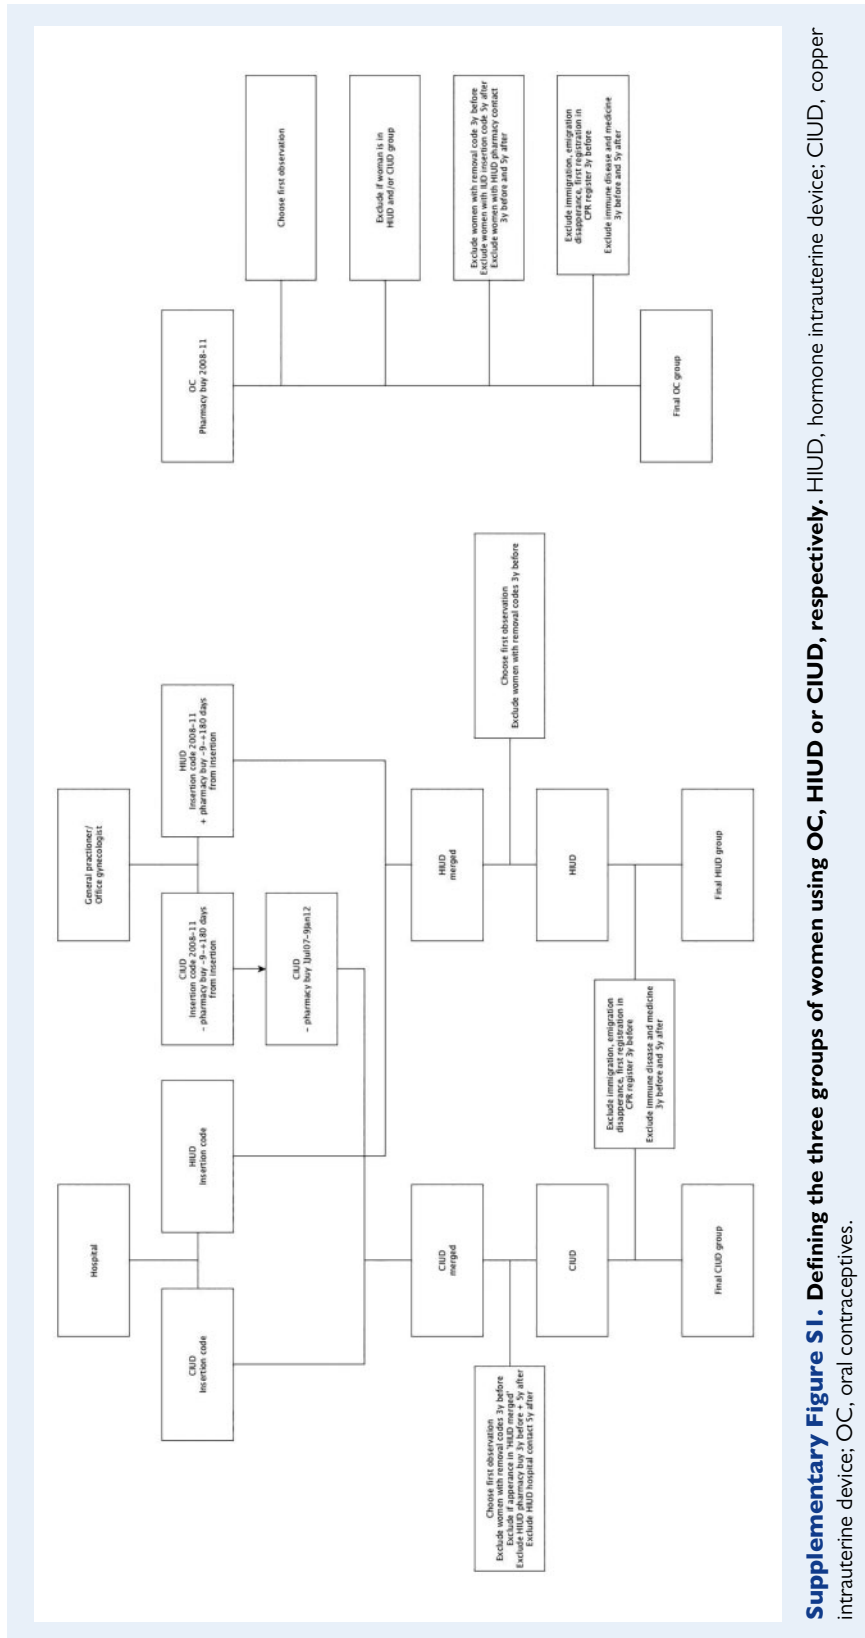 Hospital
General practioner/
Office gynecologist
CIUD
Insertion code
HIUD
Insertion code
CIUD
Insertion code 2008–11
– pharmacy buy –9–+180 days
from insertion
HIUD
Insertion code 2008–11
+ pharmacy buy –9–+180 days
from insertion
OC
Pharmacy buy 2008–11
CIUD
– pharmacy buy 1Jul07–9Jan12
Choose first observation
Exclude if woman is in
HIUD and/or CIUD group
CIUD
merged
HIUD
merged
Choose first observation
Exclude women with removal codes 3y before
Exclude if apperance in 'HIUD merged'
Exclude HIUD pharmacy buy 3y before + 5y after
Exclude HIUD hospital contact 5y after
Choose first observation
Exclude women with removal codes 3y before
Exclude women with removal code 3y before
Exclude women with IUD insertion code 5y after
Exclude women with HIUD pharmacy contact
3y before and 5y after
CIUD
HIUD
Exclude immigration, emigration
disapperance, first registration in
CPR register 3y before
Exclude immune disease and medicine
3y before and 5y after
Exclude immigration, emigration
disapperance, first registration in
CPR register 3y before
Exclude immune disease and medicine
3y before and 5y after
Final CIUD group
Final HIUD group
Final OC group
Supplementary Figure S1. Defining the three groups of women using OC, HIUD or CIUD, respectively. HIUD, hormone intrauterine device; CIUD, copper
intrauterine device; OC, oral contraceptives.